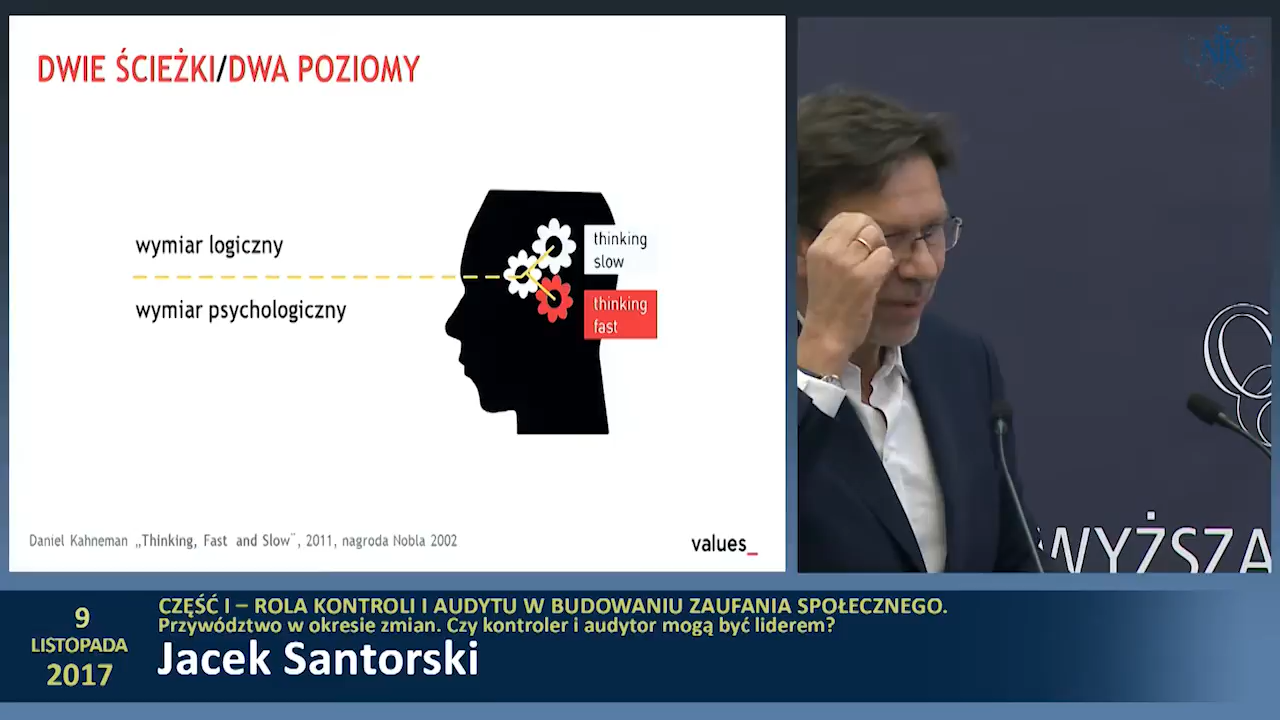 DWIE ŚCIEŻKI/DWA POZIOMY
wymiar logiczny
wymiar psychologiczny
thinking
slow
thinking
fast
Daniel Kahneman „Thinking, Fast and Slow¨, 2011, nagroda Nobla 2002
values_
NIK
WYŻSZA
9
LISTOPADA
2017
CZĘŚĆ I – ROLA KONTROLI I AUDYTU W BUDOWANIU ZAUFANIA SPOŁECZNEGO.
Przywództwo w okresie zmian. Czy kontroler i audytor mogą być liderem?
Jacek Santorski